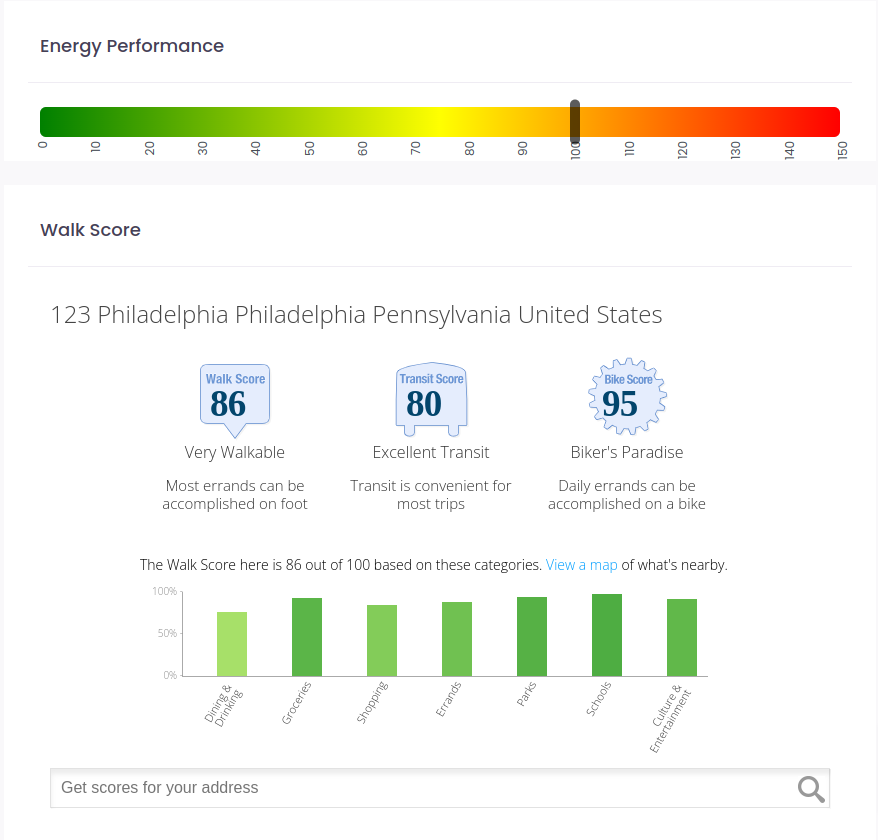 Energy Performance
0 10 20 30 40 50 60 70 80 90 100 110 120 130 140 150
Walk Score
123 Philadelphia Philadelphia Pennsylvania United States
Walk Score Transit Score Bike Score
86 80 95
Very Walkable Excellent Transit Biker's Paradise
Most errands can be Transit is convenient for Daily errands can be
accomplished on foot most trips accomplished on a bike
The Walk Score here is 86 out of 100 based on these categories. View a map of what's nearby.
100%
50%
0%
Dining &
Drinking
Groceries
Shopping
Errands
Parks
Schools
Culture &
Entertainment
Get scores for your address